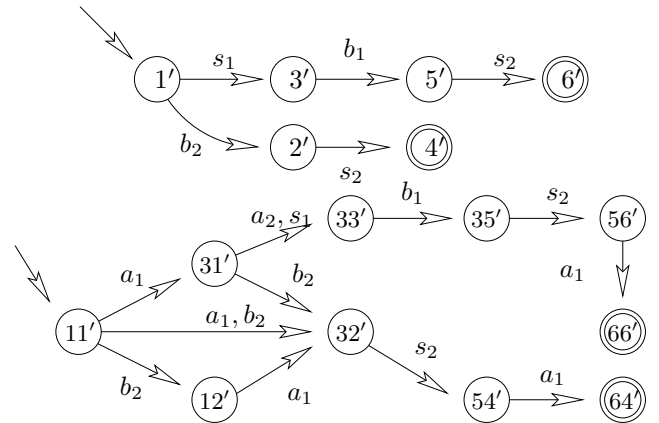 1′ s₁ 3′ b₁ 5′ s₂ 6′
b₂ 2′ s₂ 4′
a₂, s₁ 33′ b₁ 35′ s₂ 56′
a₁ 31′ b₂ a₁
11′ a₁, b₂ 32′ 66′
b₂ 12′ a₁ s₂ 54′ a₁ 64′